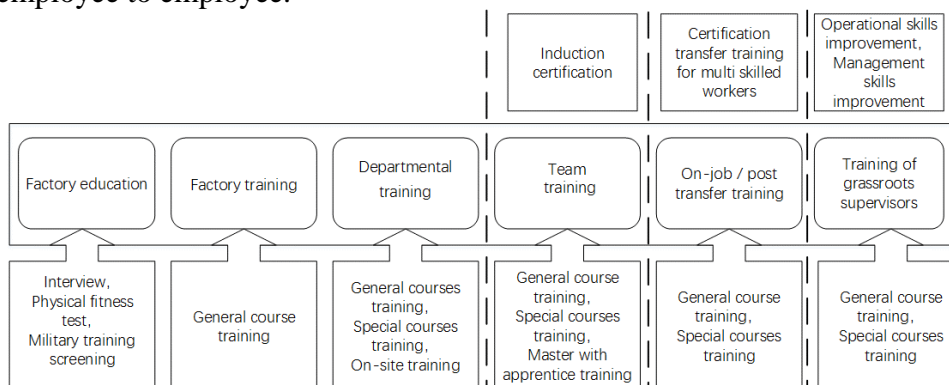 employee to employee.
Induction
certification
Certification
transfer training
for multi skilled
workers
Operational skills
improvement,
Management
skills
improvement
Factory education
Factory training
Departmental
training
Team
training
On-job / post
transfer training
Training of
grassroots
supervisors
Interview,
Physical fitness
test,
Military training
screening
General course
training
General courses
training,
Special courses
training,
On-site training
General course
training,
Special courses
training,
Master with
apprentice training
General course
training,
Special courses
training
General course
training,
Special courses
training